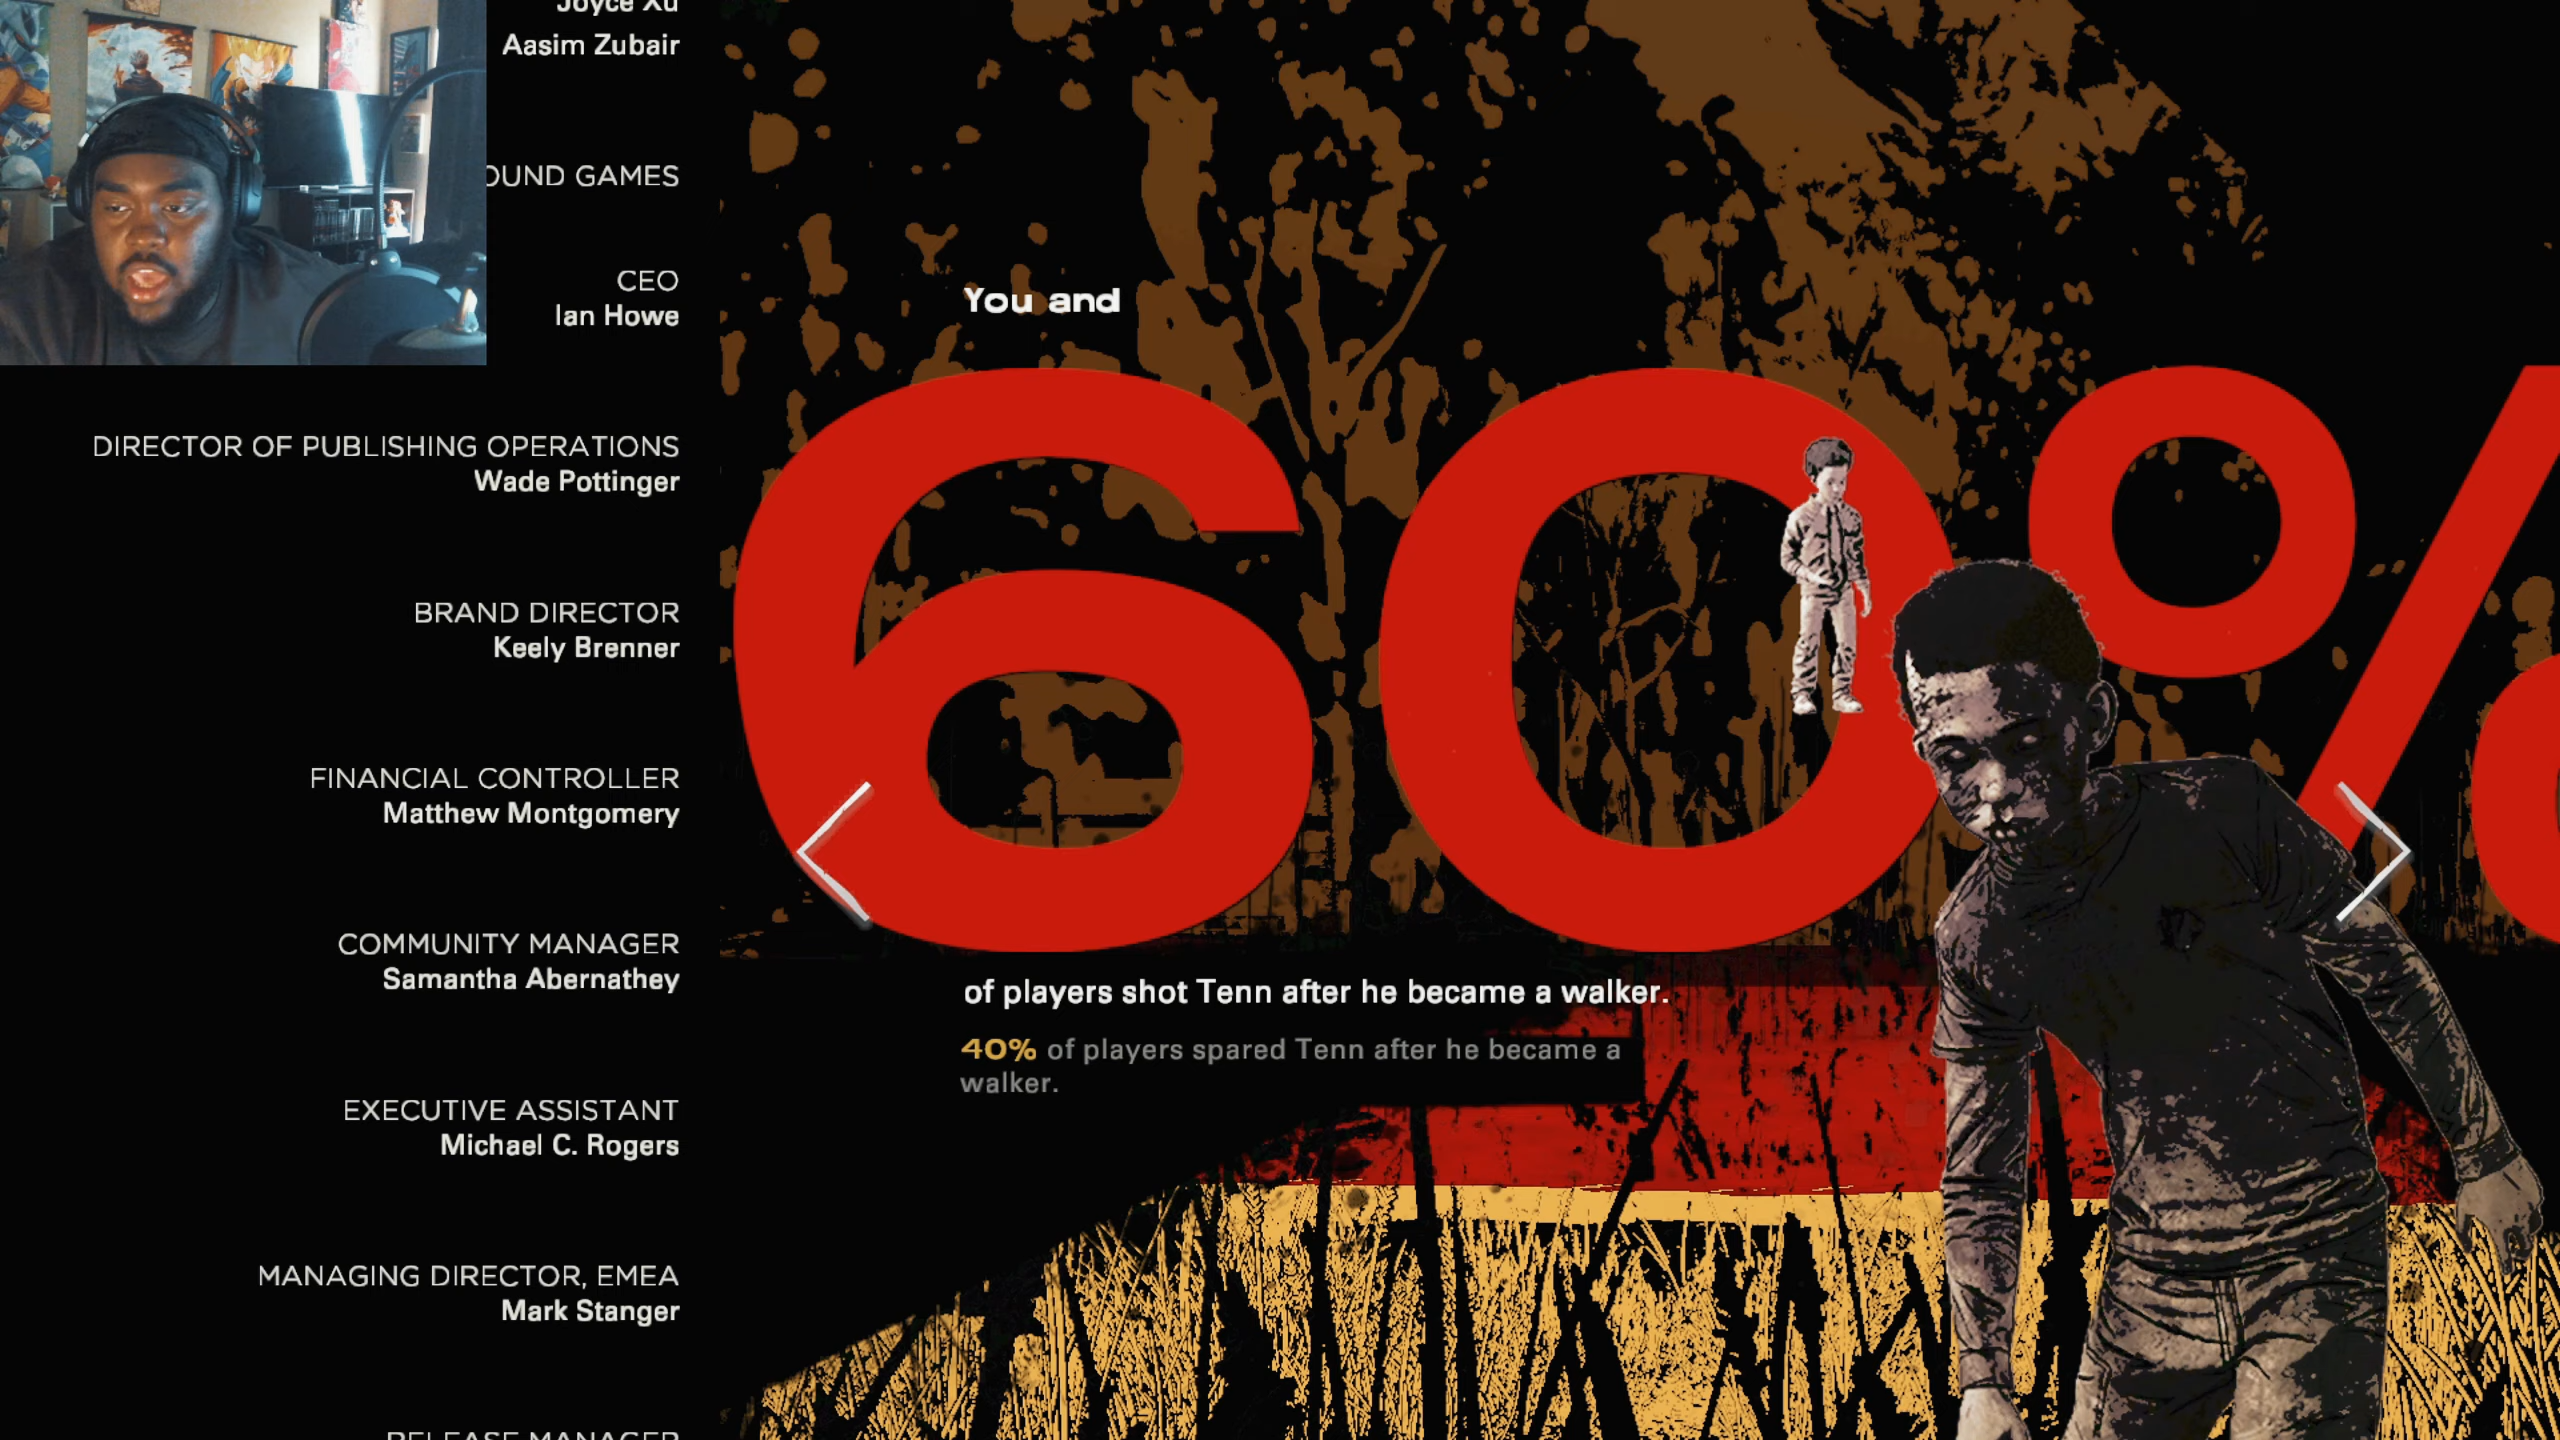 Aasim Zubair
OUND GAMES
CEO
Ian Howe
DIRECTOR OF PUBLISHING OPERATIONS
Wade Pottinger
BRAND DIRECTOR
Keely Brenner
FINANCIAL CONTROLLER
Matthew Montgomery
COMMUNITY MANAGER
Samantha Abernathey
EXECUTIVE ASSISTANT
Michael C. Rogers
MANAGING DIRECTOR, EMEA
Mark Stanger
You and
60%
of players shot Tenn after he became a walker.
40% of players spared Tenn after he became a
walker.